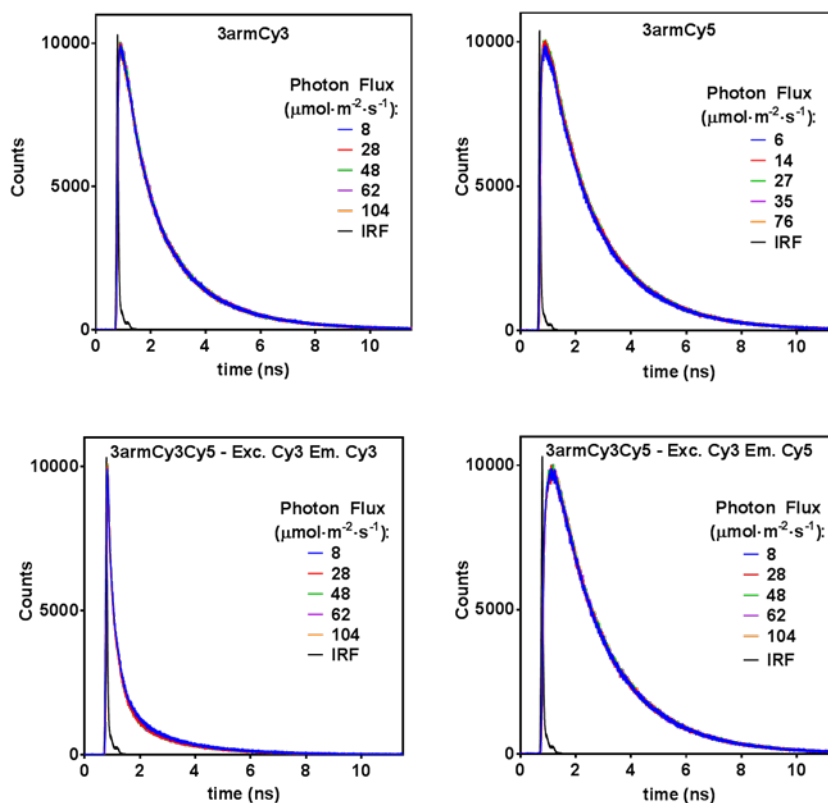 3armCy3
10000
5000
0
Counts
Photon Flux
(μmol·m⁻²·s⁻¹):
8
28
48
62
104
IRF
0 2 4 6 8 10
time (ns)
3armCy5
10000
5000
0
Counts
Photon Flux
(μmol·m⁻²·s⁻¹):
6
14
27
35
76
IRF
0 2 4 6 8 10
time (ns)
3armCy3Cy5 - Exc. Cy3 Em. Cy3
10000
5000
0
Counts
Photon Flux
(μmol·m⁻²·s⁻¹):
8
28
48
62
104
IRF
0 2 4 6 8 10
time (ns)
3armCy3Cy5 - Exc. Cy3 Em. Cy5
10000
5000
0
Counts
Photon Flux
(μmol·m⁻²·s⁻¹):
8
28
48
62
104
IRF
0 2 4 6 8 10
time (ns)